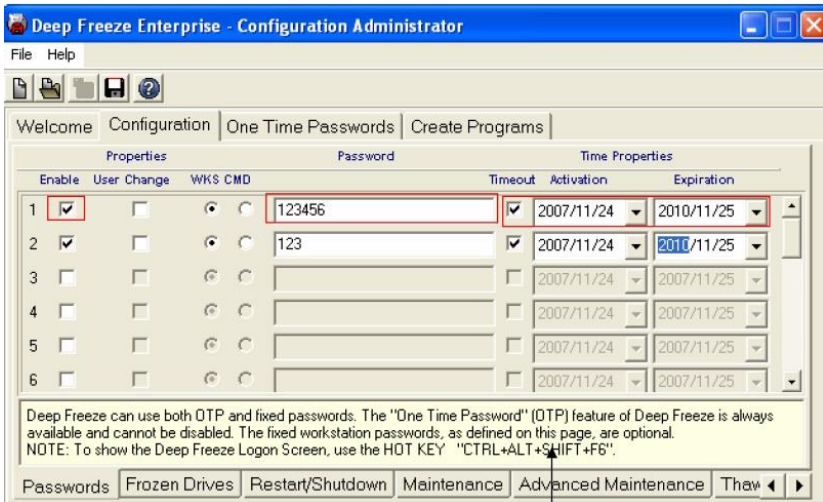 Deep Freeze Enterprise - Configuration Administrator
File Help
Welcome Configuration One Time Passwords Create Programs
Properties Password Time Properties
Enable User Change WKS CMD Timeout Activation Expiration
1 123456 2007/11/24 2010/11/25
2 123 2007/11/24 2010/11/25
3 2007/11/24 2007/11/25
4 2007/11/24 2007/11/25
5 2007/11/24 2007/11/25
6 2007/11/24 2007/11/25
Deep Freeze can use both OTP and fixed passwords. The "One Time Password" (OTP) feature of Deep Freeze is always
available and cannot be disabled. The fixed workstation passwords, as defined on this page, are optional.
NOTE: To show the Deep Freeze Logon Screen, use the HOT KEY "CTRL+ALT+SHIFT+F6".
Passwords Frozen Drives Restart/Shutdown Maintenance Advanced Maintenance Thaw